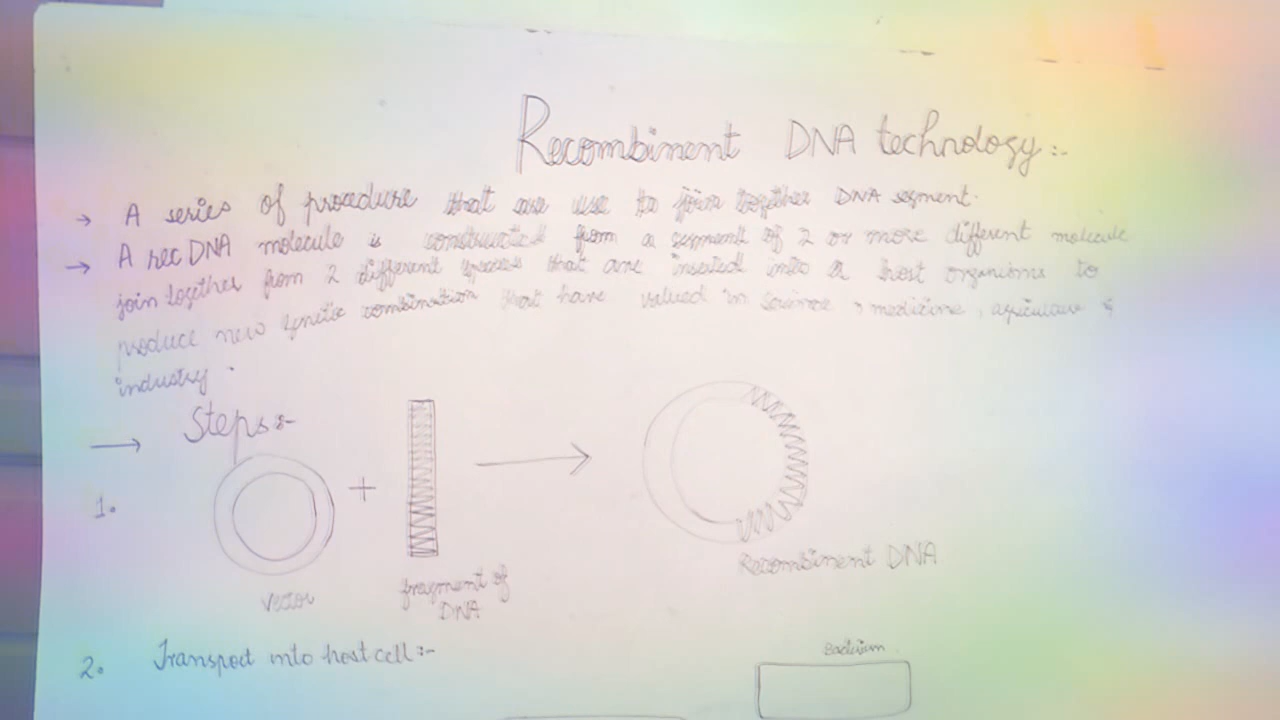 Recombinent DNA technology :-
→ A series of procedure that are use to join together DNA segment.
→ A rec DNA molecule is constructed from a segment of 2 or more different molecule
join together from 2 different species that are inserted into a host organisms to
produce new genetic combination that have valued in science, medicine, agriculture &
industry.
→ Steps:-
1.
+ →
vector
fragment of
DNA
Recombinent DNA
2. Transport into host cell :-